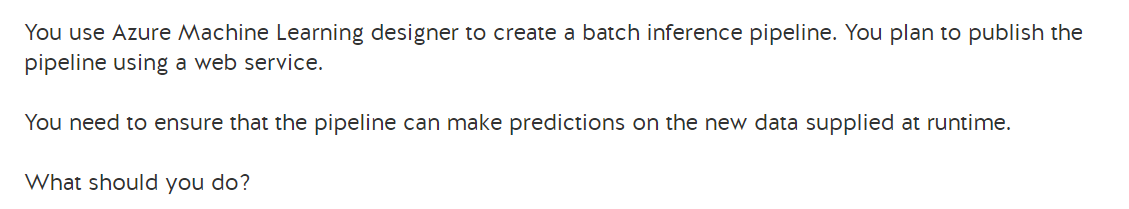 You use Azure Machine Learning designer to create a batch inference pipeline. You plan to publish the
pipeline using a web service.
You need to ensure that the pipeline can make predictions on the new data supplied at runtime.
What should you do?